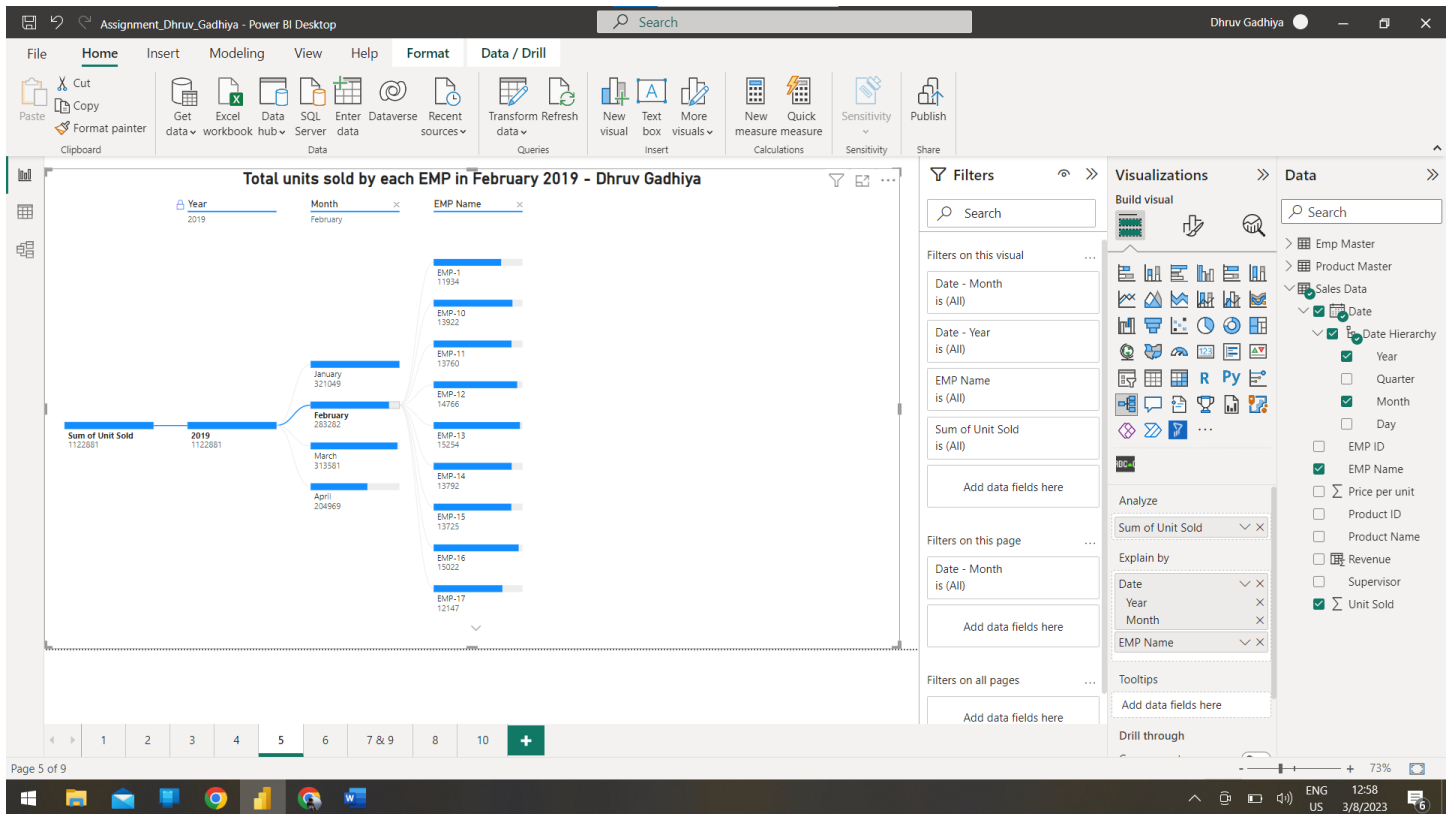 Assignment_Dhruv_Gadhiya - Power BI Desktop
Search
Dhruv Gadhiya
File Home Insert Modeling View Help Format Data / Drill
Paste
Cut
Copy
Format painter
Clipboard
Get data
Excel workbook
Data hub
SQL Server
Enter data
Dataverse
Recent sources
Data
Transform data
Refresh
Queries
New visual
A
Text box
More visuals
Insert
New measure
Quick measure
Calculations
Sensitivity
Sensitivity
Publish
Share
Total units sold by each EMP in February 2019 - Dhruv Gadhiya
Year Month EMP Name
2019 February
Sum of Unit Sold
1122881
2019
1122881
January
321049
February
283282
March
313581
April
204969
EMP-1
11934
EMP-10
13922
EMP-11
13760
EMP-12
14766
EMP-13
15254
EMP-14
13792
EMP-15
13725
EMP-16
15022
EMP-17
12147
Filters
Search
Filters on this visual
Date - Month
is (All)
Date - Year
is (All)
EMP Name
is (All)
Sum of Unit Sold
is (All)
Add data fields here
Filters on this page
Date - Month
is (All)
Add data fields here
Filters on all pages
Add data fields here
Visualizations
Build visual
123
R Py
Analyze
Sum of Unit Sold
Explain by
Date
Year
Month
EMP Name
Tooltips
Add data fields here
Drill through
Data
Search
Emp Master
Product Master
Sales Data
Date
Date Hierarchy
Year
Quarter
Month
Day
EMP ID
EMP Name
Price per unit
Product ID
Product Name
Revenue
Supervisor
Unit Sold
1 2 3 4 5 6 7 & 9 8 10
Page 5 of 9
- + 73%
ENG
US
12:58
3/8/2023
6